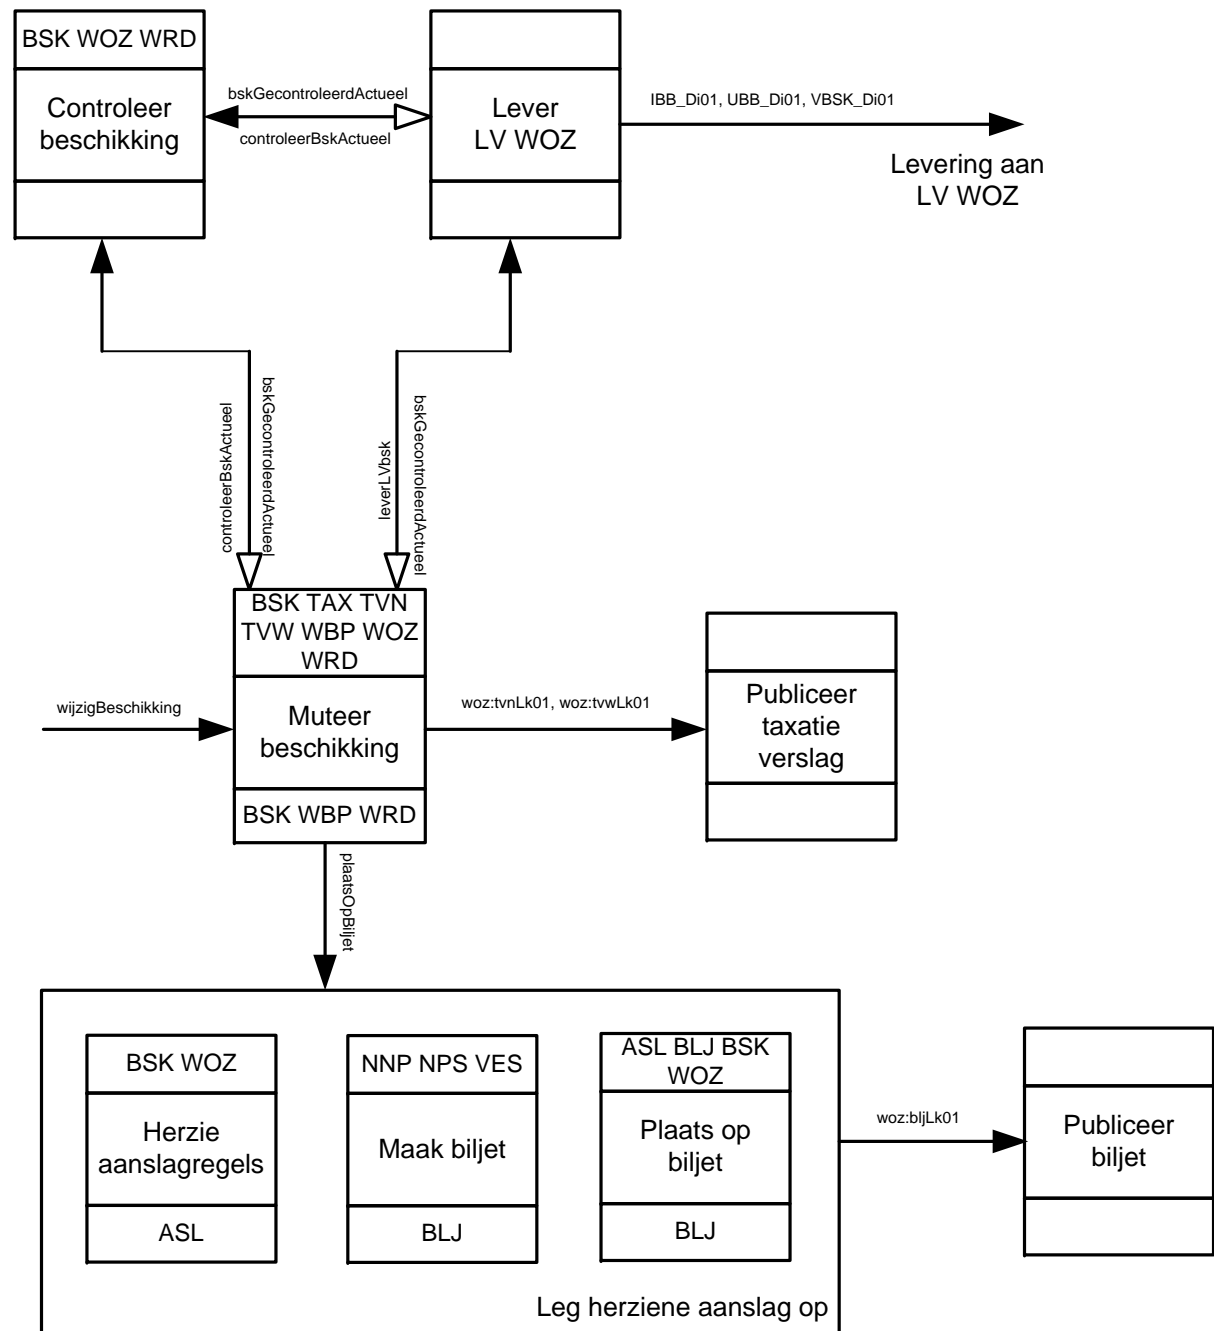 BSK WOZ WRD
Controleer
beschikking
bskGecontroleerdActueel
controleerBskActueel
Lever
LV WOZ
IBB_Di01, UBB_Di01, VBSK_Di01
Levering aan
LV WOZ
controleerBskActueel
bskGecontroleerdActueel
leverLVbsk
bskGecontroleerdActueel
BSK TAX TVN
TVW WBP WOZ
WRD
wijzigBeschikking
Muteer
beschikking
BSK WBP WRD
woz:tvnLk01, woz:tvwLk01
Publiceer
taxatie
verslag
plaatsOpBiljet
BSK WOZ
Herzie
aanslagregels
ASL
NNP NPS VES
Maak biljet
BLJ
ASL BLJ BSK
WOZ
Plaats op
biljet
BLJ
Leg herziene aanslag op
woz:bljLk01
Publiceer
biljet